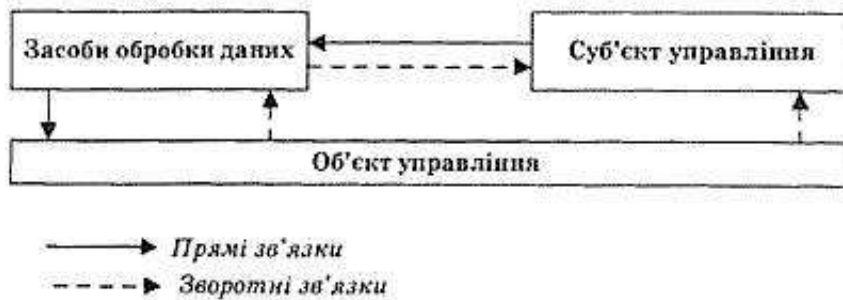 Засоби обробки даних
Суб'єкт управління
Об'єкт управління
Прямі зв'язки
Зворотні зв'язки